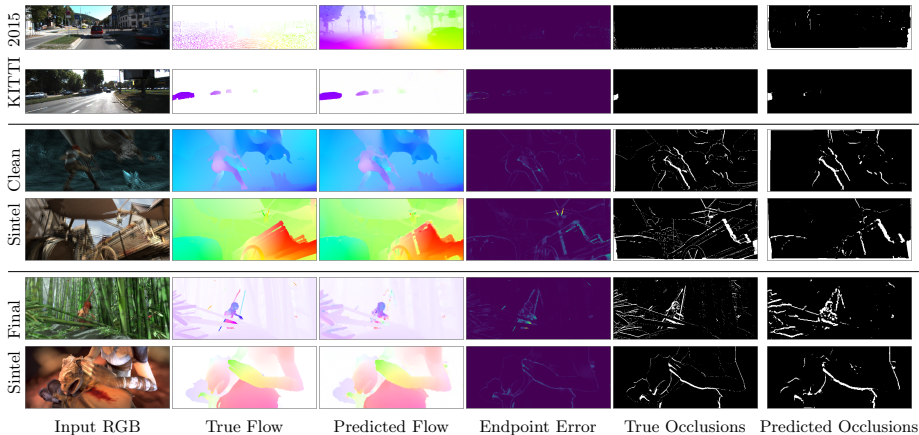 KITTI 2015
Sintel Clean
Sintel Final
Input RGB True Flow Predicted Flow Endpoint Error True Occlusions Predicted Occlusions